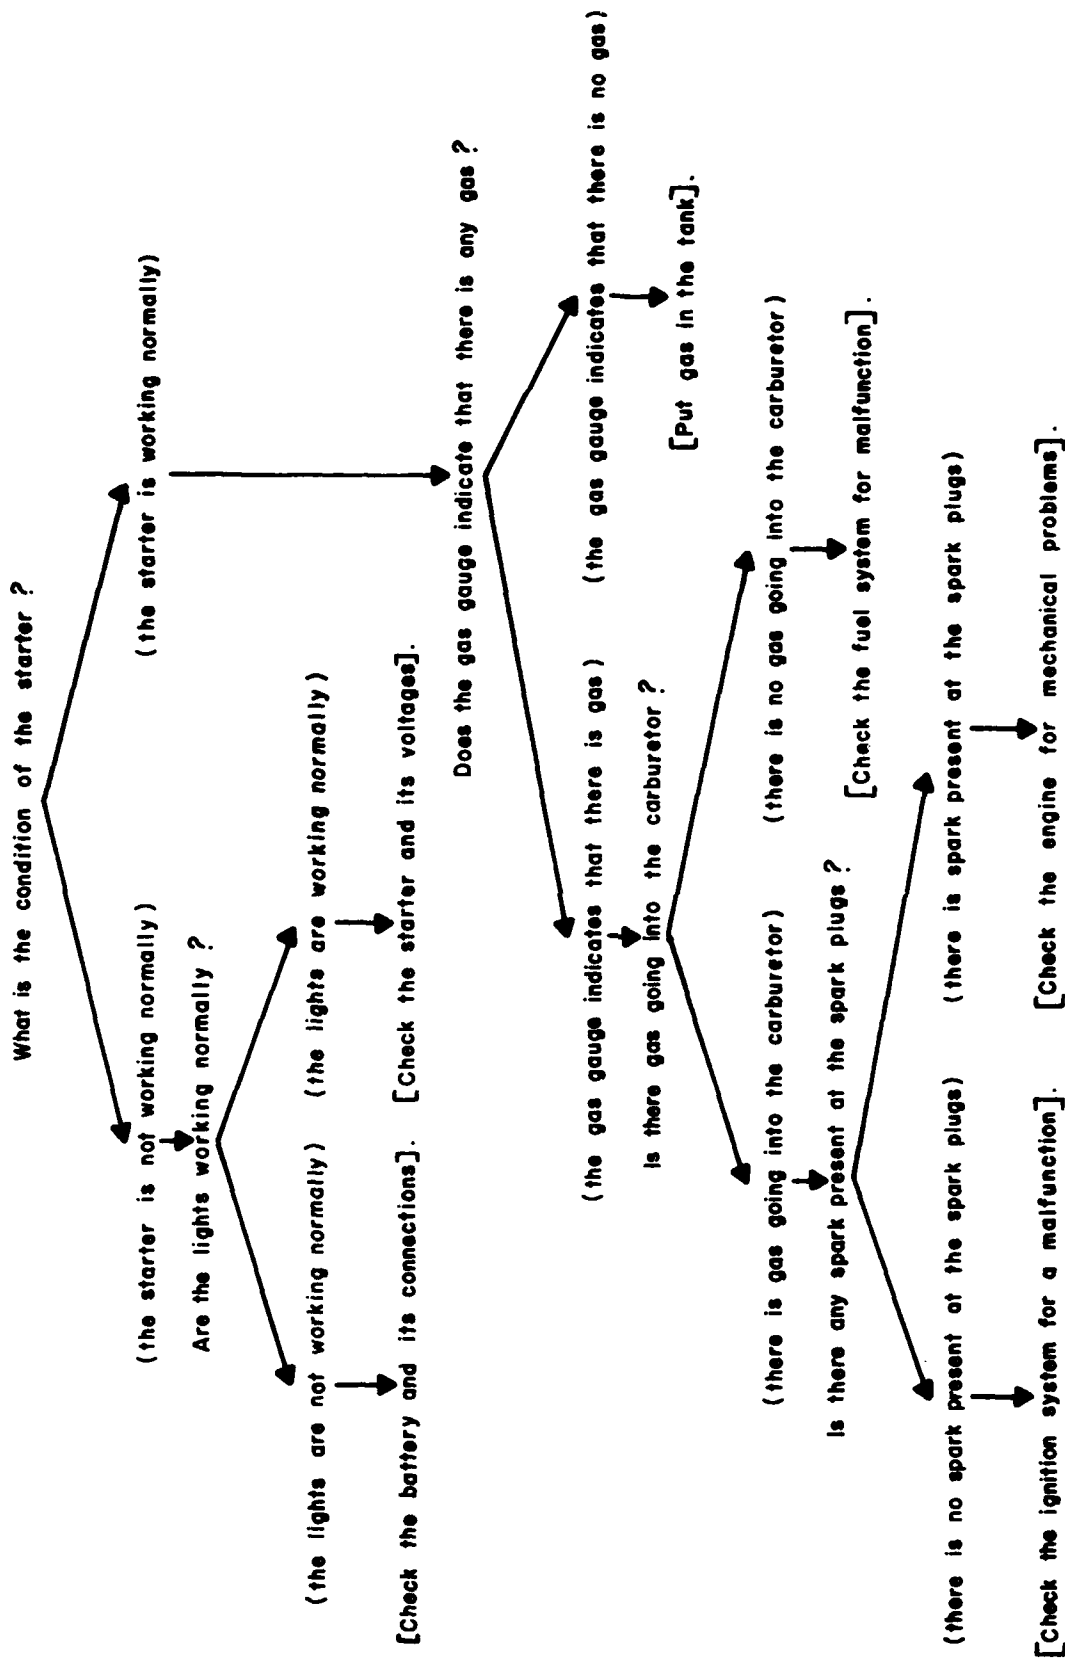 What is the condition of the starter?
(the starter is not working normally)
(the starter is working normally)
Are the lights working normally?
(the lights are not working normally)
(the lights are working normally)
[Check the battery and its connections].
[Check the starter and its voltages].
Does the gas gauge indicate that there is any gas?
(the gas gauge indicates that there is gas)
(the gas gauge indicates that there is no gas)
Is there gas going into the carburetor?
[Put gas in the tank].
(there is gas going into the carburetor)
(there is no gas going into the carburetor)
Is there any spark present at the spark plugs?
[Check the fuel system for malfunction].
(there is no spark present at the spark plugs)
(there is spark present at the spark plugs)
[Check the ignition system for a malfunction].
[Check the engine for mechanical problems].